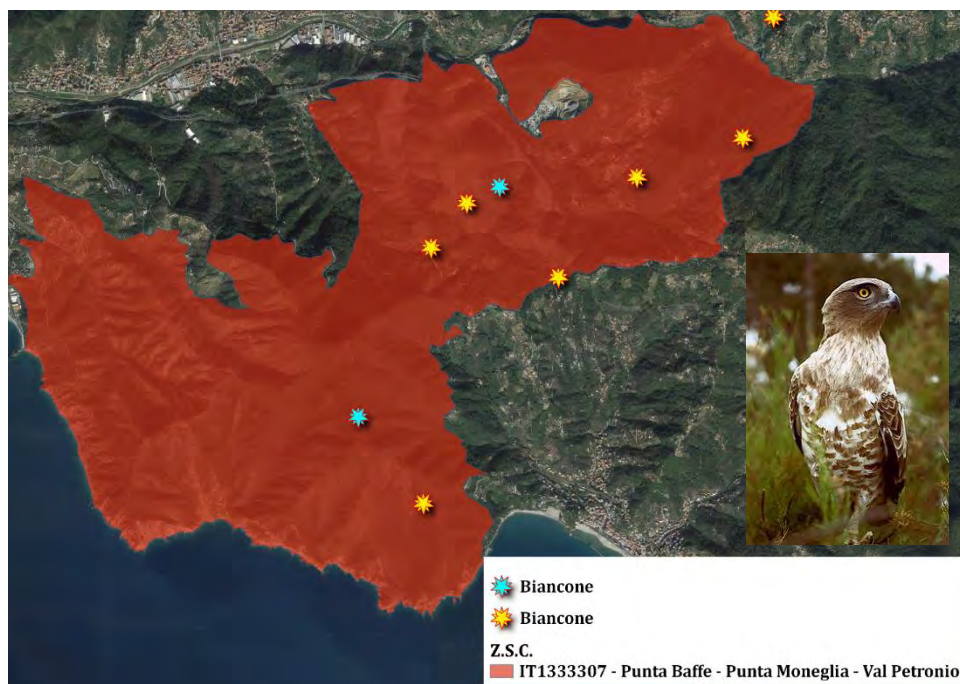 Biancone
Biancone
Z.S.C.
IT1333307 - Punta Baffe - Punta Moneglia - Val Petronio